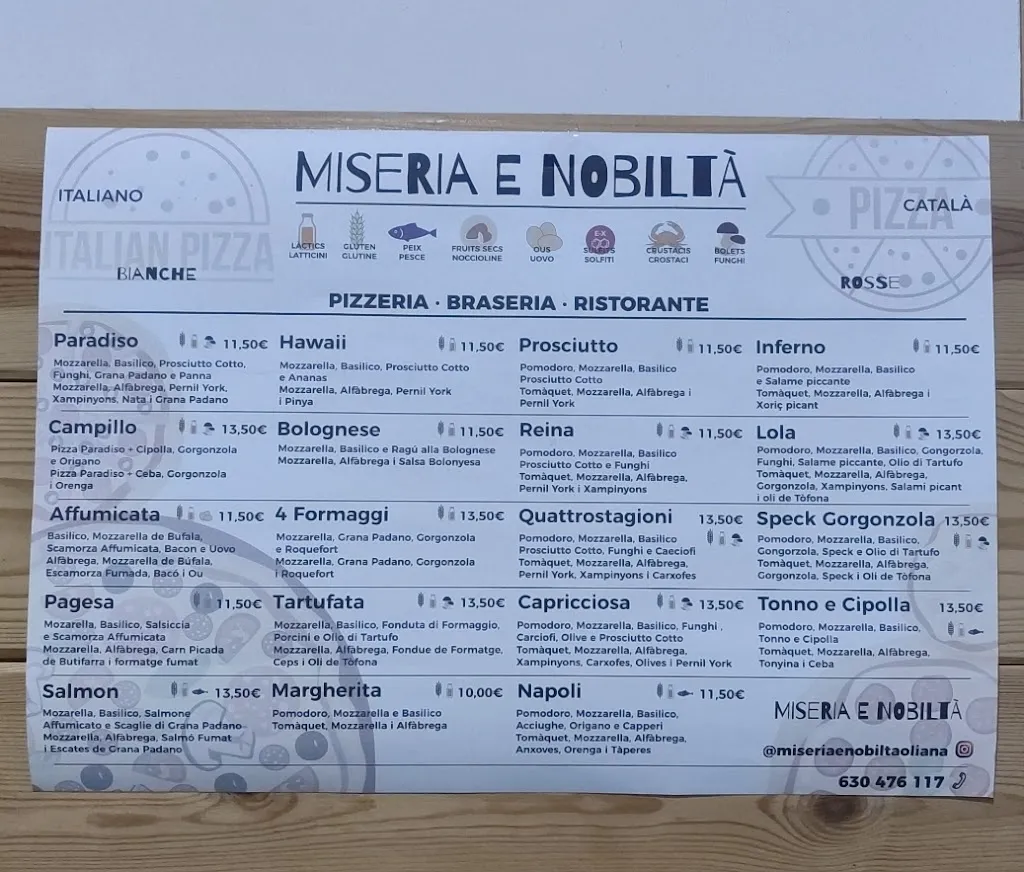 MISERIA E NOBILTÀ
ITALIANO
CATALÀ
ITALIAN PIZZA
PIZZA
LÀCTICS
LATTICINI
GLUTEN
GLUTINE
PEIX
PESCE
FRUITS SECS
NOCCIOLINE
OUS
UOVO
E-X
SULFITS
SOLFITI
CRUSTACIS
CROSTACI
BOLETS
FUNGHI
BIANCHE
ROSSE
PIZZERIA · BRASERIA · RISTORANTE
Paradiso 11,50€
Mozzarella, Basilico, Prosciutto Cotto,
Funghi, Grana Padano e Panna
Mozzarella, Alfàbrega, Pernil York,
Xampinyons, Nata i Grana Padano
Hawaii 11,50€
Mozzarella, Basilico, Prosciutto Cotto
e Ananas
Mozzarella, Alfàbrega, Pernil York
i Pinya
Prosciutto 11,50€
Pomodoro, Mozzarella, Basilico
Prosciutto Cotto
Tomàquet, Mozzarella, Alfàbrega i
Pernil York
Inferno 11,50€
Pomodoro, Mozzarella, Basilico
e Salame piccante
Tomàquet, Mozzarella, Alfàbrega i
Xoriç picant
Campillo 13,50€
Pizza Paradiso + Cipolla, Gorgonzola
e Origano
Pizza Paradiso + Ceba, Gorgonzola
i Orenga
Bolognese 11,50€
Mozzarella, Basilico e Ragú alla Bolognese
Mozzarella, Alfàbrega i Salsa Bolonyesa
Reina 11,50€
Pomodoro, Mozzarella, Basilico
Prosciutto Cotto e Funghi
Tomàquet, Mozzarella, Alfàbrega,
Pernil York i Xampinyons
Lola 13,50€
Pomodoro, Mozzarella, Basilico, Gongorzola,
Funghi, Salame piccante, Olio di Tartufo
Tomàquet, Mozzarella, Alfàbrega,
Gorgonzola, Xampinyons, Salami picant
i oli de Tòfona
Affumicata 11,50€
Basilico, Mozzarella de Bufala,
Scamorza Affumicata, Bacon e Uovo
Alfàbrega, Mozzarella de Búfala,
Escamorza Fumada, Bacó i Ou
4 Formaggi 13,50€
Mozzarella, Grana Padano, Gorgonzola
e Roquefort
Mozzarella, Grana Padano, Gorgonzola
i Roquefort
Quattrostagioni 13,50€
Pomodoro, Mozzarella, Basilico
Prosciutto Cotto, Funghi e Caeciofi
Tomàquet, Mozzarella, Alfàbrega,
Pernil York, Xampinyons i Carxofes
Speck Gorgonzola 13,50€
Pomodoro, Mozzarella, Basilico,
Gongorzola, Speck e Olio di Tartufo
Tomàquet, Mozzarella, Alfàbrega,
Gorgonzola, Speck i Oli de Tòfona
Pagesa 11,50€
Mozarella, Basilico, Salsiccia
e Scamorza Affumicata
Mozzarella, Alfàbrega, Carn Picada
de Butifarra i formatge fumat
Tartufata 13,50€
Mozzarella, Basilico, Fonduta di Formaggio,
Porcini e Olio di Tartufo
Mozzarella, Alfàbrega, Fondue de Formatge,
Ceps i Oli de Tòfona
Capricciosa 13,50€
Pomodoro, Mozzarella, Basilico, Funghi ,
Carciofi, Olive e Prosciutto Cotto
Tomàquet, Mozzarella, Alfàbrega,
Xampinyons, Carxofes, Olives i Pernil York
Tonno e Cipolla 13,50€
Pomodoro, Mozzarella, Basilico,
Tonno e Cipolla
Tomàquet, Mozzarella, Alfàbrega,
Tonyina i Ceba
Salmon 13,50€
Mozarella, Basilico, Salmone
Affumicato e Scaglie di Grana Padano
Mozzarella, Alfàbrega, Salmó Fumat
i Escates de Grana Padano
Margherita 10,00€
Pomodoro, Mozzarella e Basilico
Tomàquet, Mozzarella i Alfàbrega
Napoli 11,50€
Pomodoro, Mozzarella, Basilico,
Acciughe, Origano e Capperi
Tomàquet, Mozzarella, Alfàbrega,
Anxoves, Orenga i Tàperes
MISERIA E NOBILTÀ
@miseriaenobiltaoliana
630 476 117